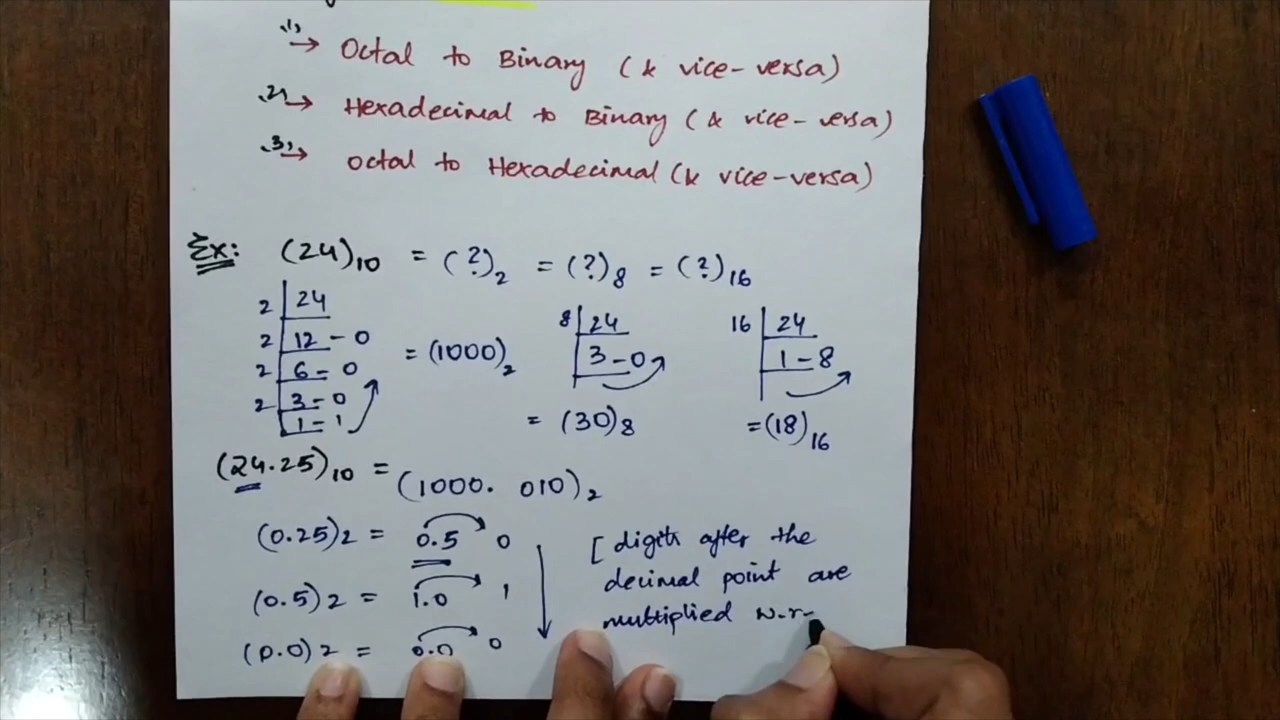 1) → Octal to Binary (& vice-versa)
2) → Hexadecimal to Binary (& vice-versa)
3) → Octal to Hexadecimal (& vice-versa)
Ex: (24)10 = (?)2 = (?)8 = (?)16
2 | 24
2 | 12 - 0
2 | 6 - 0
2 | 3 - 0
1 - 1
= (1000)2
8 | 24
3 - 0
= (30)8
16 | 24
1 - 8
= (18)16
(24.25)10 = (1000. 010)2
(0.25)2 = 0.5 0
(0.5)2 = 1.0 1
(0.0)2 = 0.0 0
[ digits after the
decimal point are
multiplied w.r.